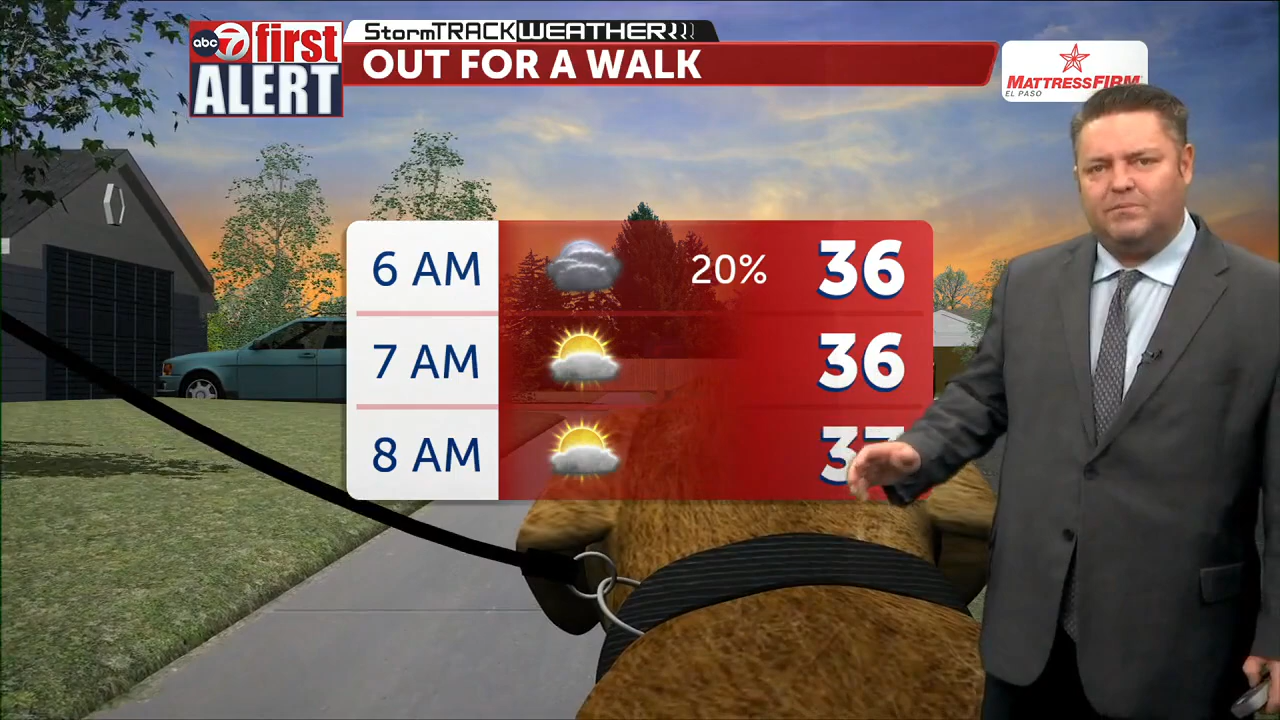 abc 7 first
ALERT
StormTRACKWEATHER
OUT FOR A WALK
MATTRESSFIRM
EL PASO
6 AM 20% 36
7 AM 36
8 AM